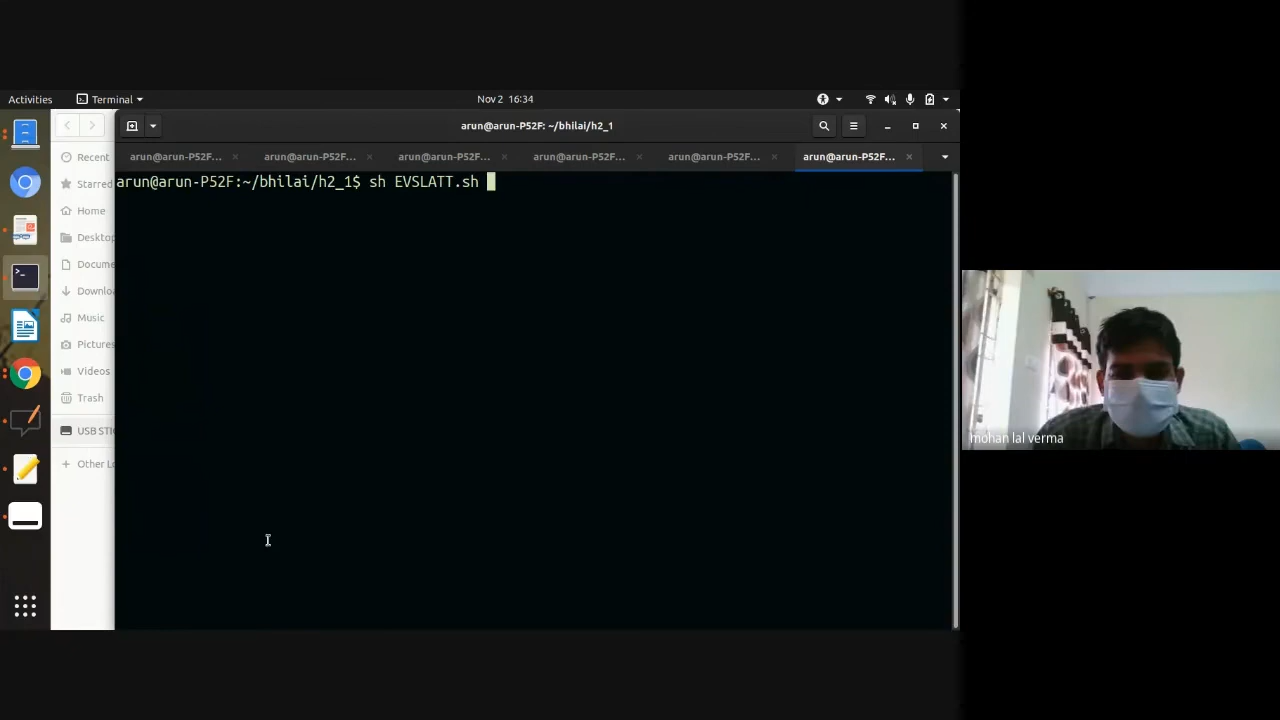 Activities Terminal Nov 2 16:34
arun@arun-P52F: ~/bhilai/h2_1
arun@arun-P52F... arun@arun-P52F... arun@arun-P52F... arun@arun-P52F... arun@arun-P52F... arun@arun-P52F...
arun@arun-P52F:~/bhilai/h2_1$ sh EVSLATT.sh
Recent
Starred
Home
Desktop
Docume
Downlo
Music
Pictures
Videos
Trash
USB STI
Other Lo
mohan lal verma